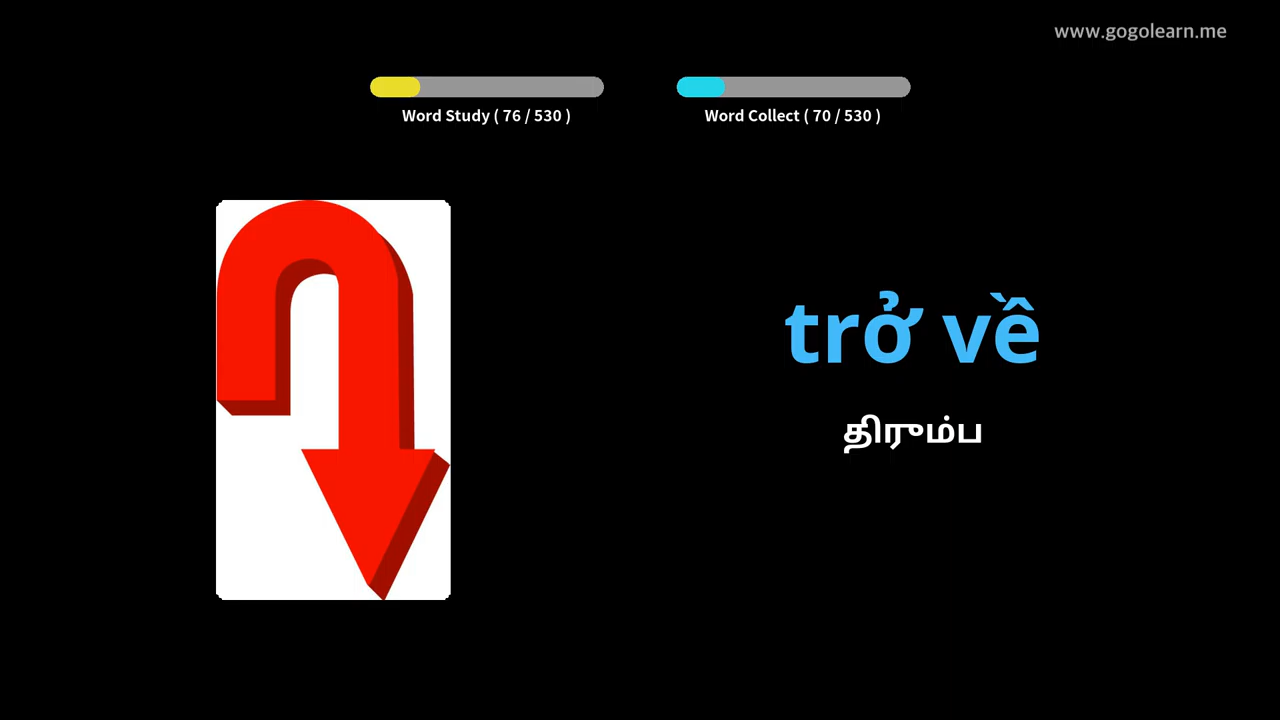 www.gogolearn.me
Word Study ( 76 / 530 )
Word Collect ( 70 / 530 )
trở về
திரும்ப